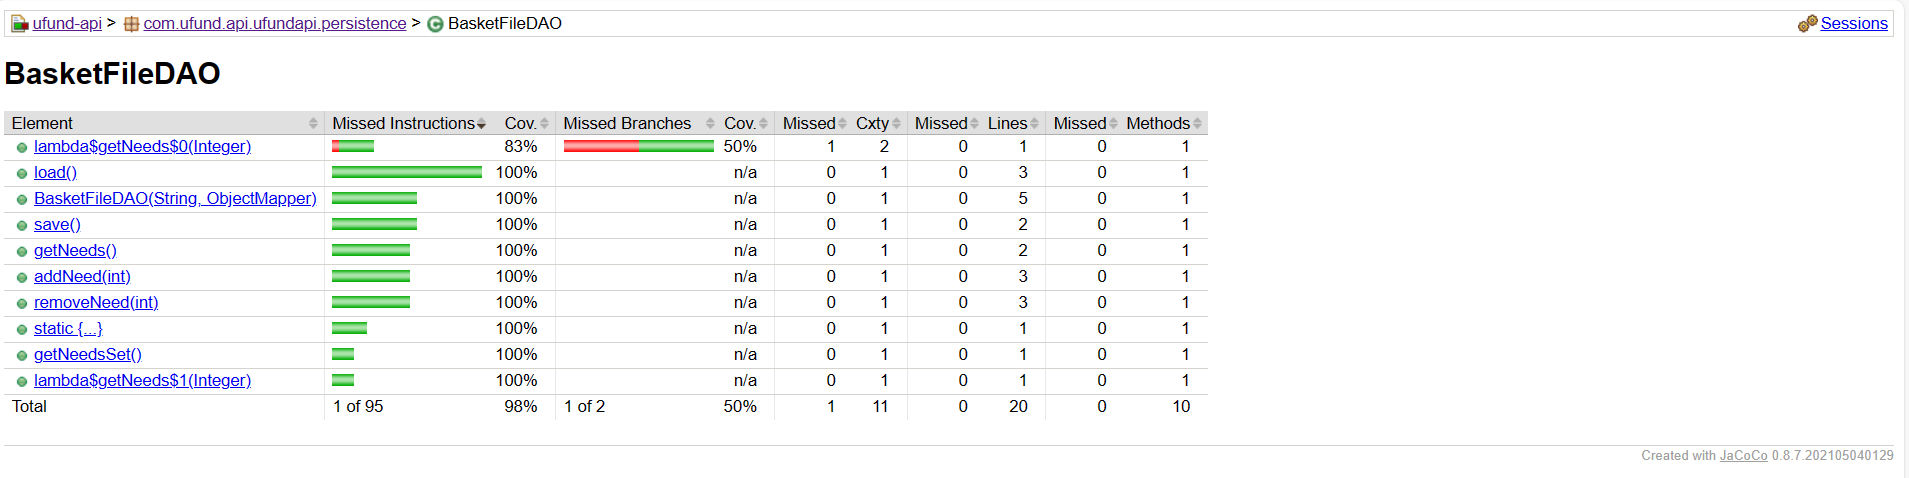 ufund-api > com.ufund.api.ufundapi.persistence > BasketFileDAO Sessions
BasketFileDAO
Element Missed Instructions Cov. Missed Branches Cov. Missed Cxty Missed Lines Missed Methods
lambda$getNeeds$0(Integer) 83% 50% 1 2 0 1 0 1
load() 100% n/a 0 1 0 3 0 1
BasketFileDAO(String, ObjectMapper) 100% n/a 0 1 0 5 0 1
save() 100% n/a 0 1 0 2 0 1
getNeeds() 100% n/a 0 1 0 2 0 1
addNeed(int) 100% n/a 0 1 0 3 0 1
removeNeed(int) 100% n/a 0 1 0 3 0 1
static {...} 100% n/a 0 1 0 1 0 1
getNeedsSet() 100% n/a 0 1 0 1 0 1
lambda$getNeeds$1(Integer) 100% n/a 0 1 0 1 0 1
Total 1 of 95 98% 1 of 2 50% 1 11 0 20 0 10
Created with JaCoCo 0.8.7.202105040129